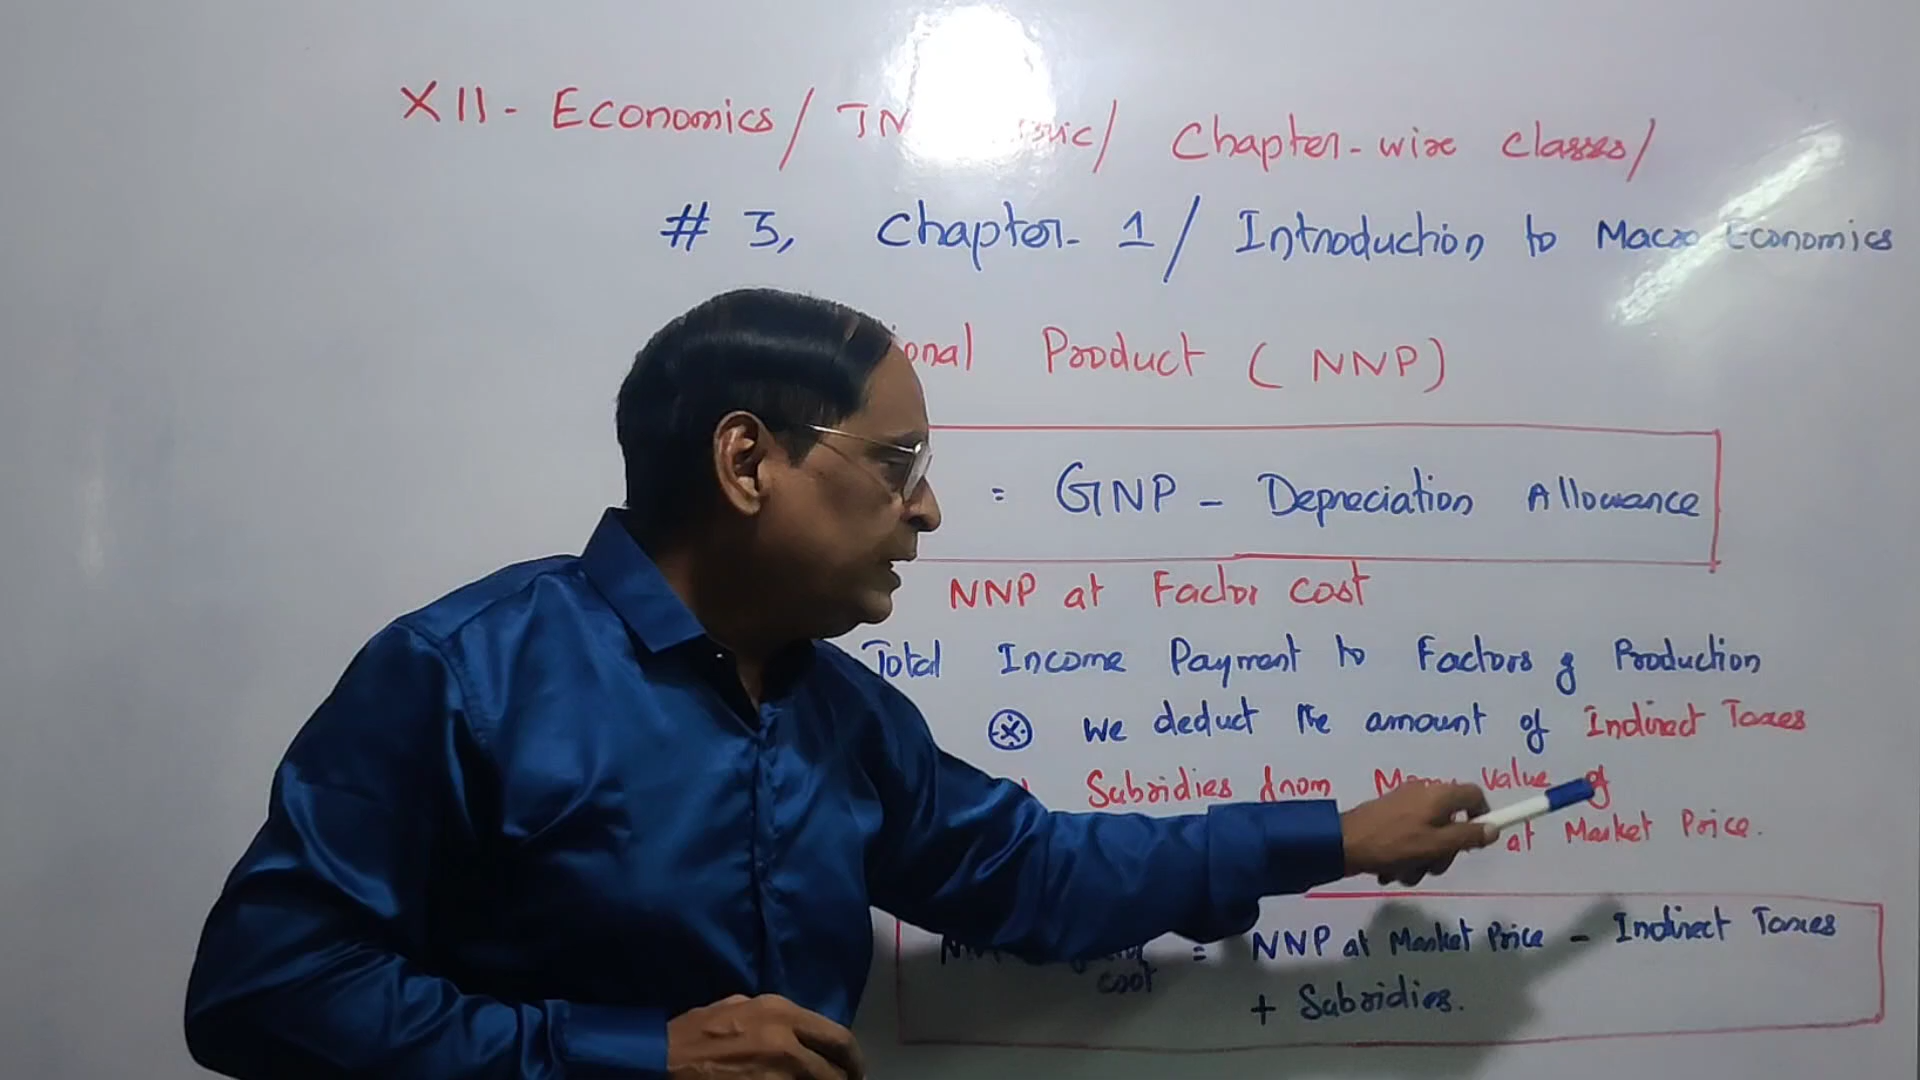 XII - Economics / TN / Chapter-wise classes /
# 3, Chapter- 1 / Introduction to Macro Economics
onal Product ( NNP )
= GNP - Depreciation Allowance
NNP at Factor cost
Total Income Payment to Factors of Production
We deduct the amount of Indirect Taxes
Subsidies from Value of
at Market Price.
= NNP at Market Price - Indirect Taxes
cost
+ Subsidies.